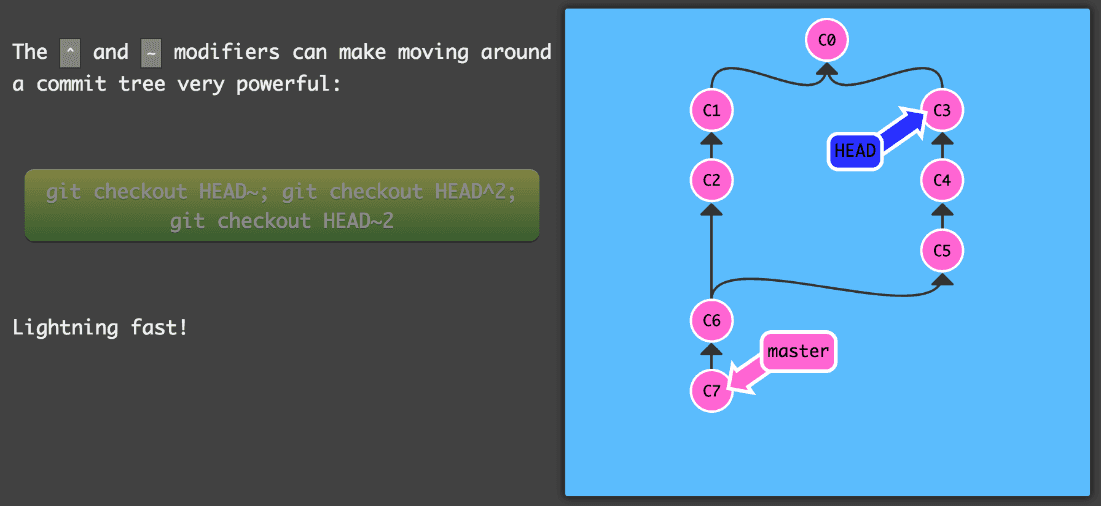 The ^ and ~ modifiers can make moving around
a commit tree very powerful:
git checkout HEAD~; git checkout HEAD^2;
git checkout HEAD~2
Lightning fast!
C0
C1
C3
HEAD
C2
C4
C5
C6
master
C7